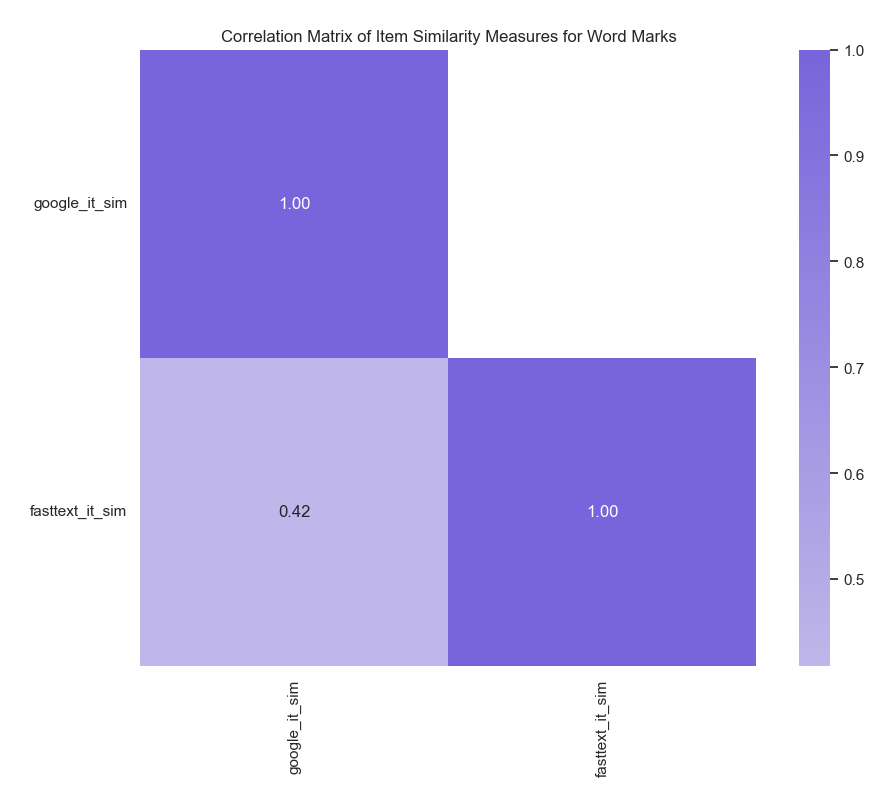 Correlation Matrix of Item Similarity Measures for Word Marks
google_it_sim
1.00
fasttext_it_sim
0.42
1.00
google_it_sim
fasttext_it_sim
1.0
0.9
0.8
0.7
0.6
0.5